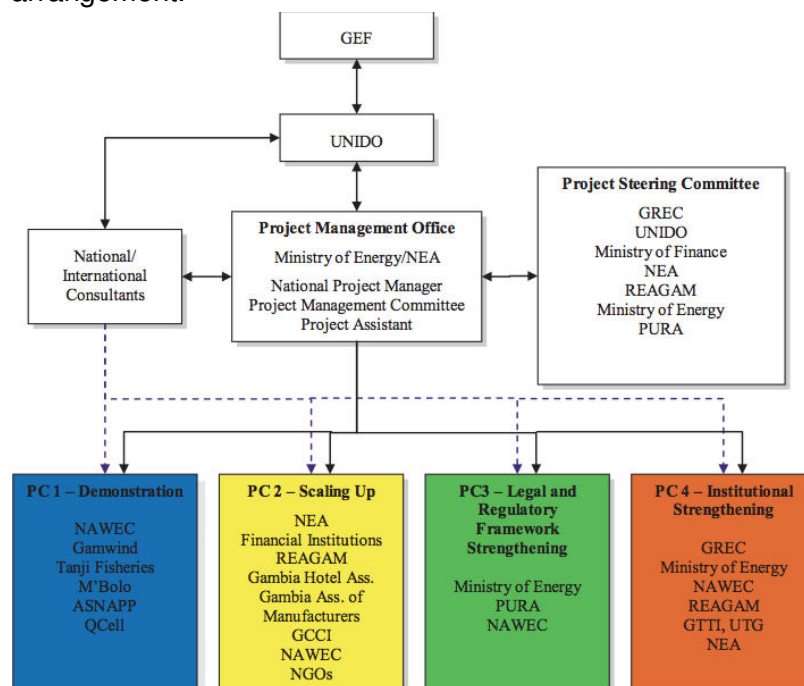 arrangement.
GEF
UNIDO
Project Steering Committee
GREC
UNIDO
Ministry of Finance
NEA
REAGAM
Ministry of Energy
PURA
Project Management Office
Ministry of Energy/NEA
National Project Manager
Project Management Committee
Project Assistant
National/
International
Consultants
PC 1 – Demonstration
NAWEC
Gamwind
Tanji Fisheries
M'Bolo
ASNAPP
QCell
PC 2 – Scaling Up
NEA
Financial Institutions
REAGAM
Gambia Hotel Ass.
Gambia Ass. of
Manufacturers
GCCI
NAWEC
NGOs
PC3 – Legal and
Regulatory
Framework
Strengthening
Ministry of Energy
PURA
NAWEC
PC 4 – Institutional
Strengthening
GREC
Ministry of Energy
NAWEC
REAGAM
GTTI, UTG
NEA